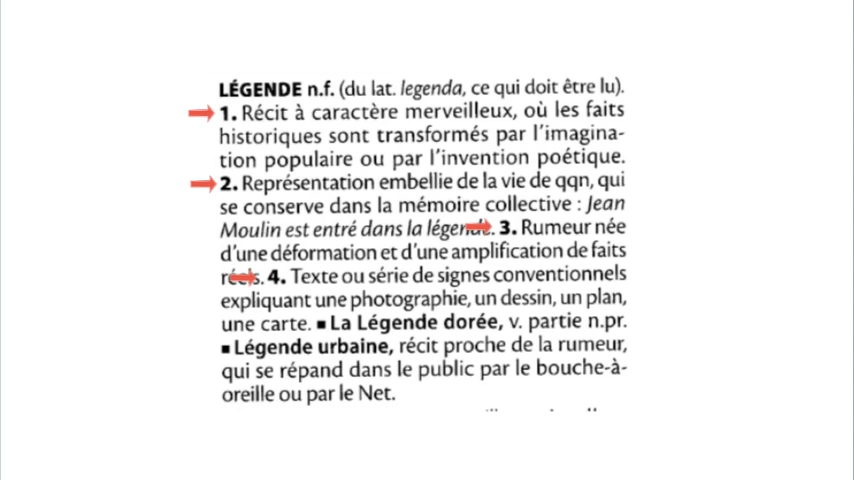 LÉGENDE n.f. (du lat. legenda, ce qui doit être lu).
1. Récit à caractère merveilleux, où les faits
historiques sont transformés par l'imagina-
tion populaire ou par l'invention poétique.
2. Représentation embellie de la vie de qqn, qui
se conserve dans la mémoire collective : Jean
Moulin est entré dans la légende. 3. Rumeur née
d'une déformation et d'une amplification de faits
réels. 4. Texte ou série de signes conventionnels
expliquant une photographie, un dessin, un plan,
une carte. ■ La Légende dorée, v. partie n.pr.
■ Légende urbaine, récit proche de la rumeur,
qui se répand dans le public par le bouche-à-
oreille ou par le Net.